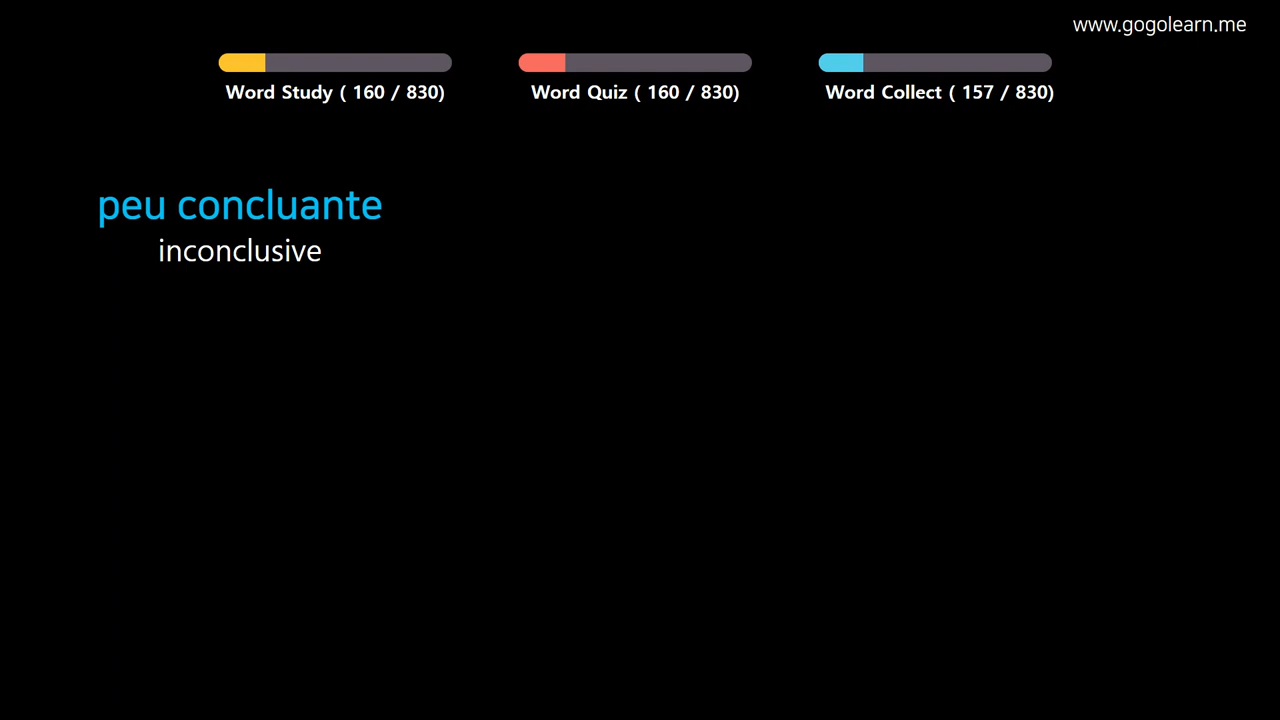 www.gogolearn.me
Word Study ( 160 / 830)
Word Quiz ( 160 / 830)
Word Collect ( 157 / 830)
peu concluante
inconclusive